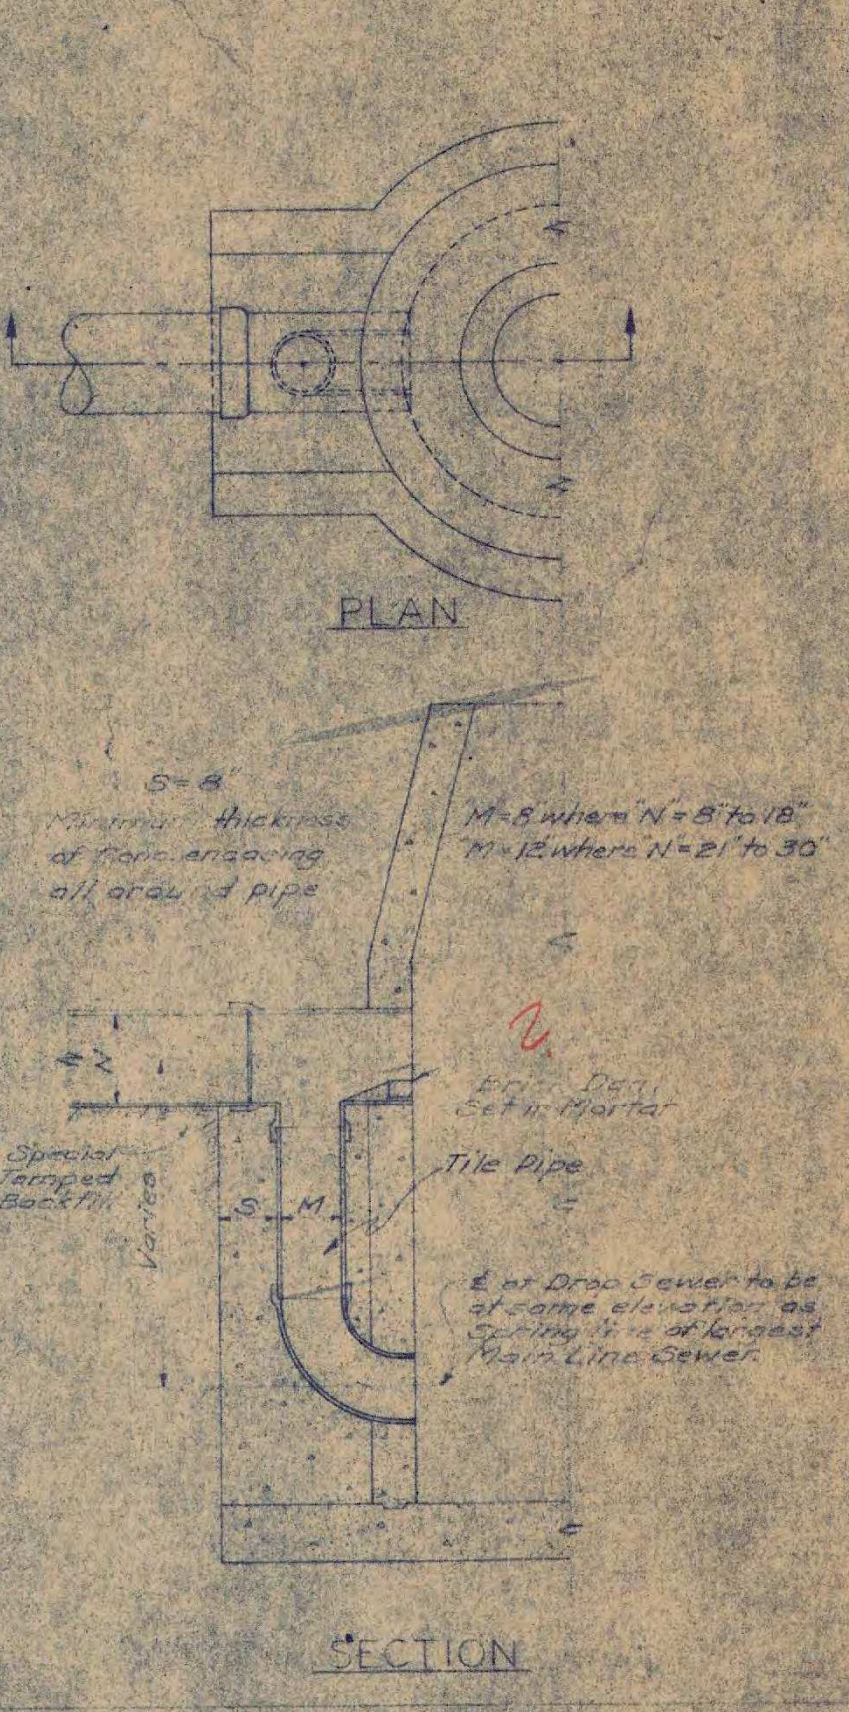 PLAN
S=8"
Minimum thickness
of Conc. encasing
all around pipe
M=8" where "N"=8" to 18"
M=12" where "N"=21" to 30"
2.
N
Brick Dam
Set in Mortar
Special
Tamped
Backfill
Varies
S
M
Tile Pipe
℄ of Drop Sewer to be
at same elevation as
Spring line of largest
Main Line Sewer.
SECTION